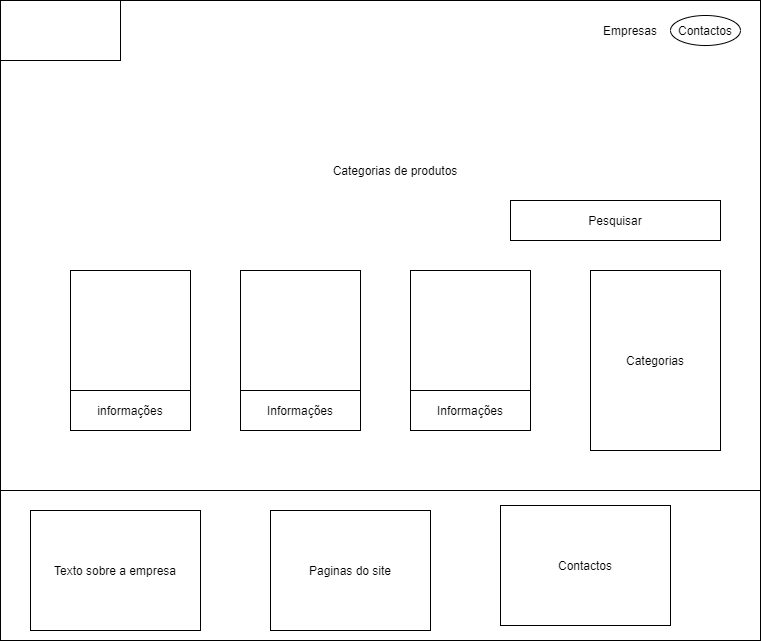 Empresas
Contactos
Categorias de produtos
Pesquisar
Categorias
informações
Informações
Informações
Texto sobre a empresa
Paginas do site
Contactos